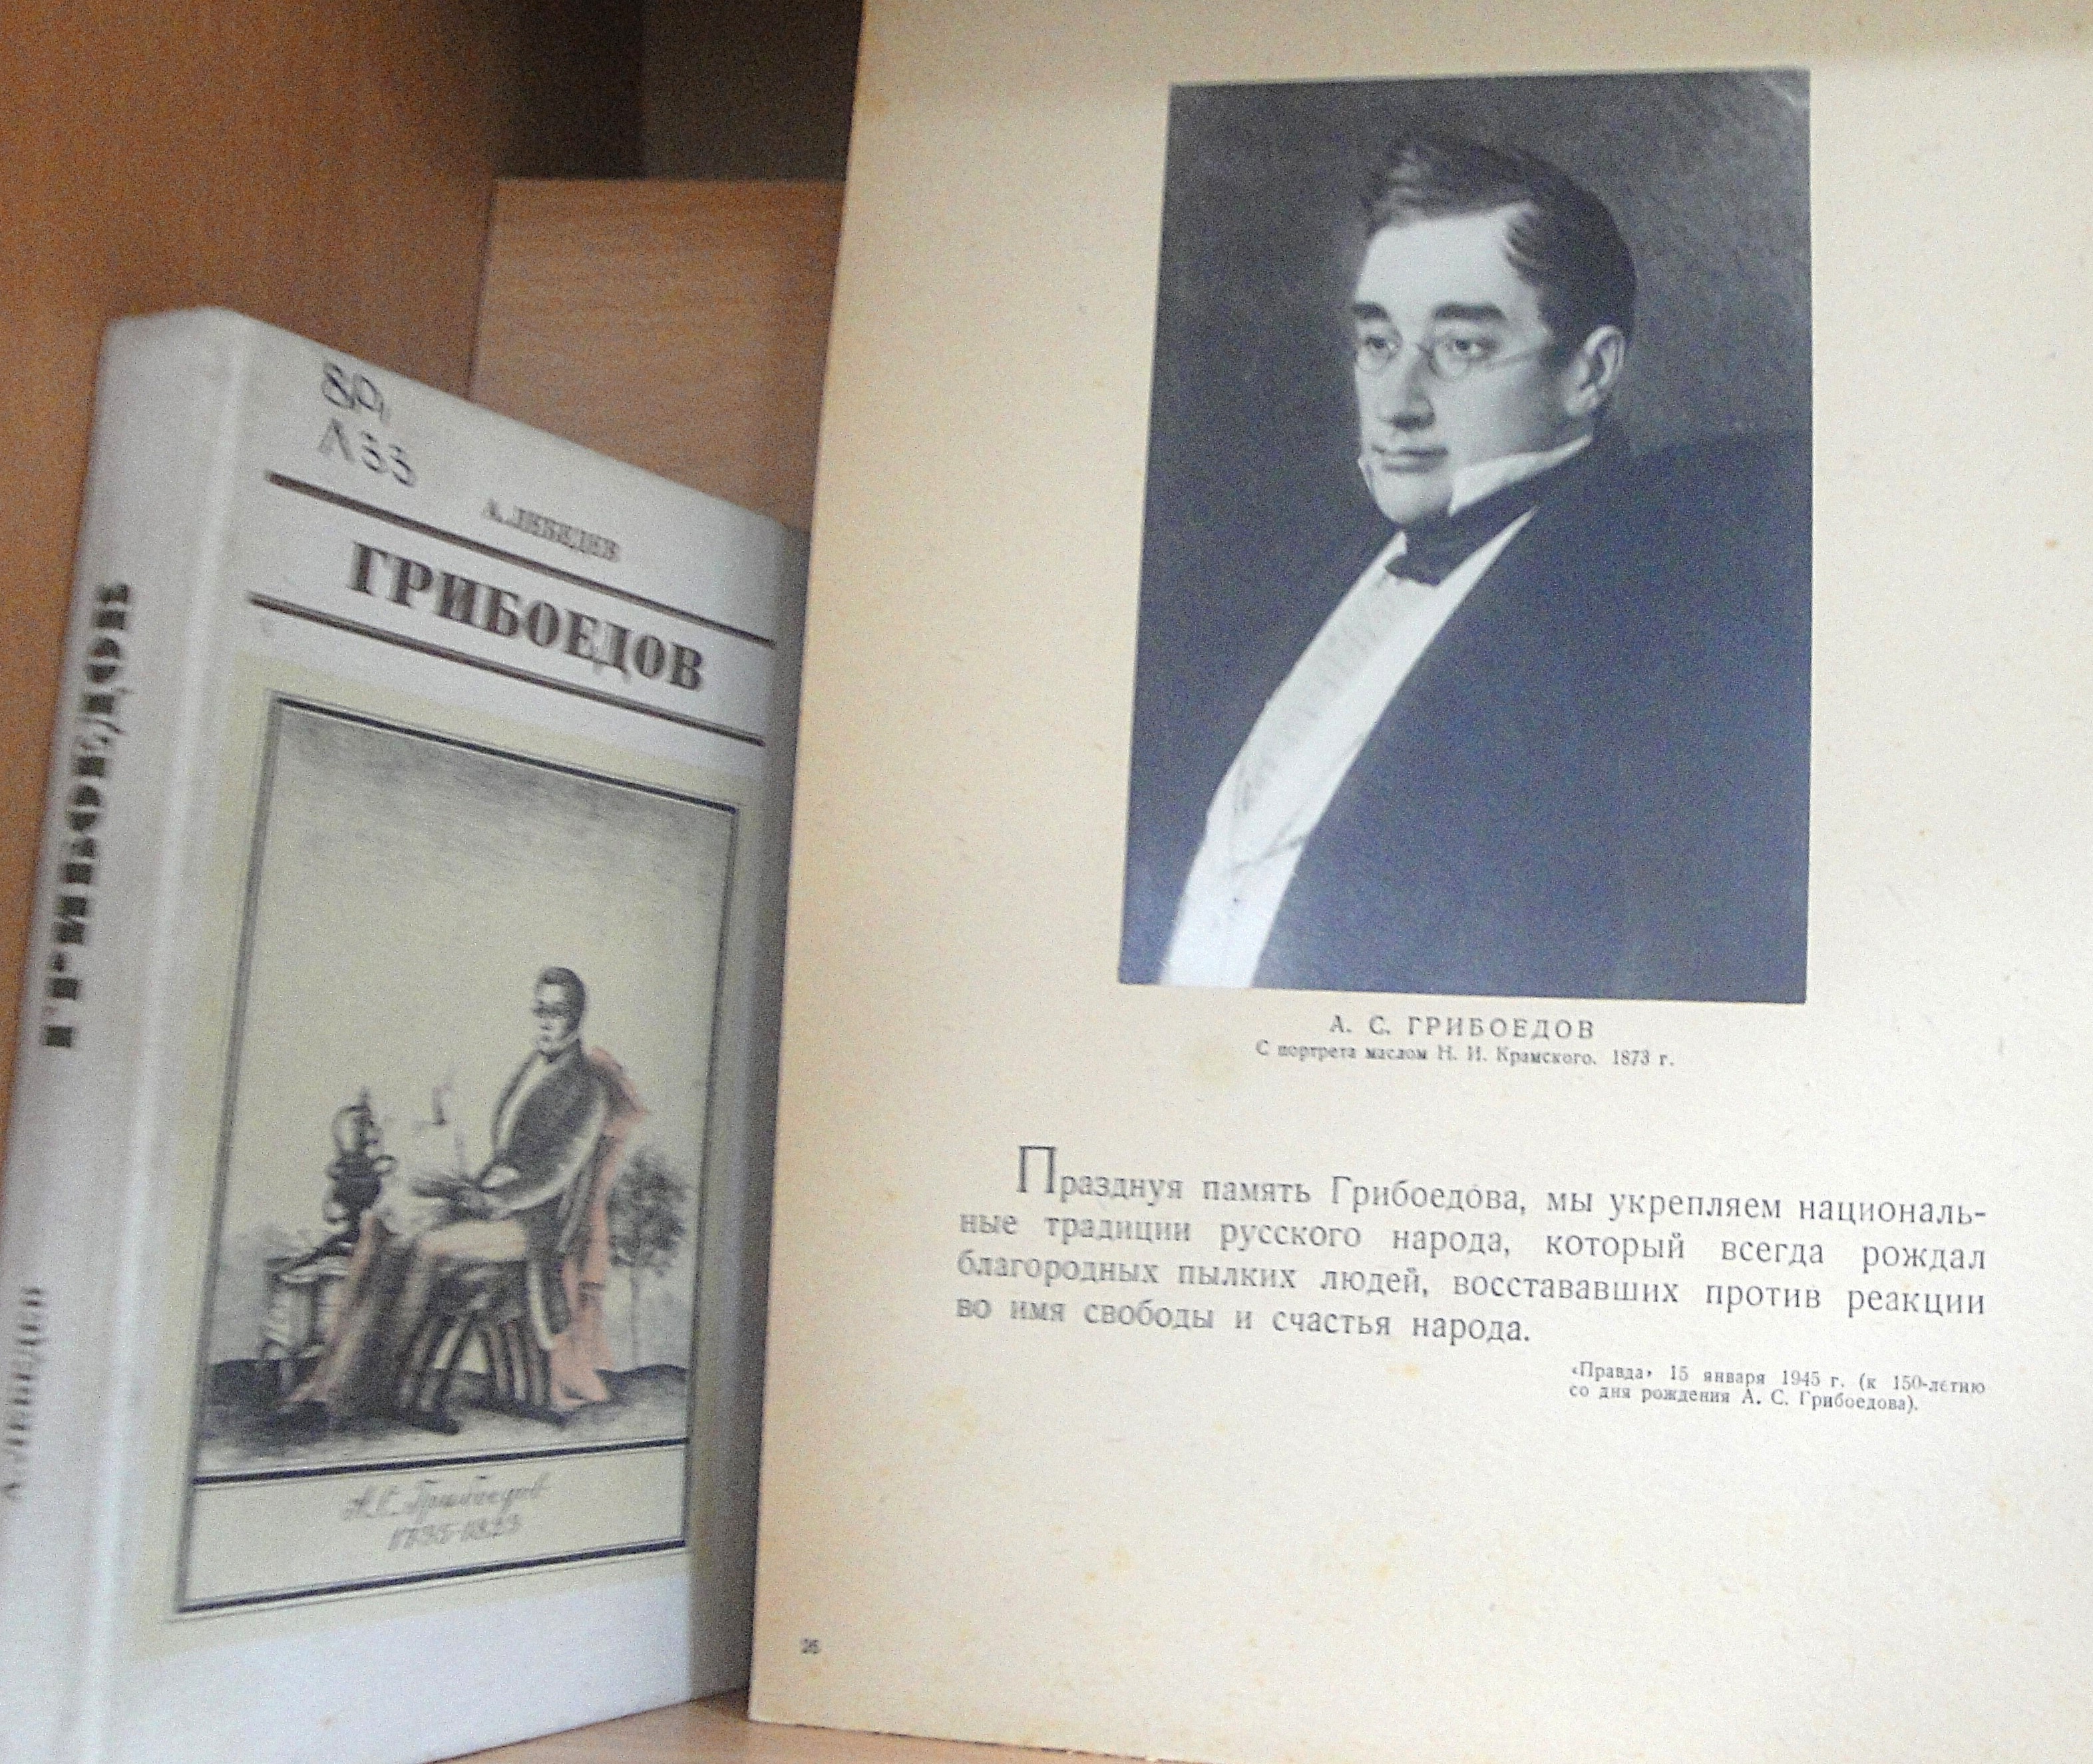 8Р1
Л33
А. ЛЕБЕДЕВ
ГРИБОЕДОВ
А.С. Грибоедов
ГРИБОЕДОВ
А. ЛЕБЕДЕВ
А. С. ГРИБОЕДОВ
С портрета маслом Н. И. Крамского. 1873 г.
Празднуя память Грибоедова, мы укрепляем националь-
ные традиции русского народа, который всегда рождал
благородных пылких людей, восстававших против реакции
во имя свободы и счастья народа.
«Правда» 15 января 1945 г. (к 150-летию
со дня рождения А. С. Грибоедова).
26